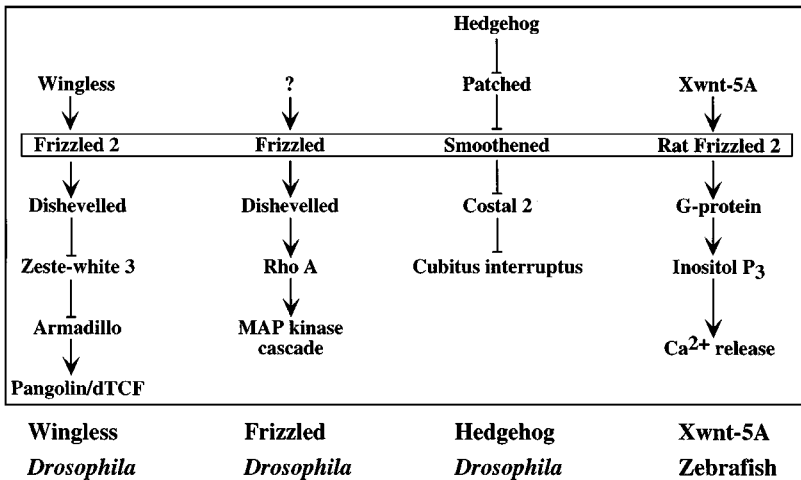 Hedgehog
Wingless ? Patched Xwnt-5A
Frizzled 2 Frizzled Smoothened Rat Frizzled 2
Dishevelled Dishevelled Costal 2 G-protein
Zeste-white 3 Rho A Cubitus interruptus Inositol P3
Armadillo MAP kinase cascade Ca2+ release
Pangolin/dTCF
Wingless Frizzled Hedgehog Xwnt-5A
Drosophila Drosophila Drosophila Zebrafish